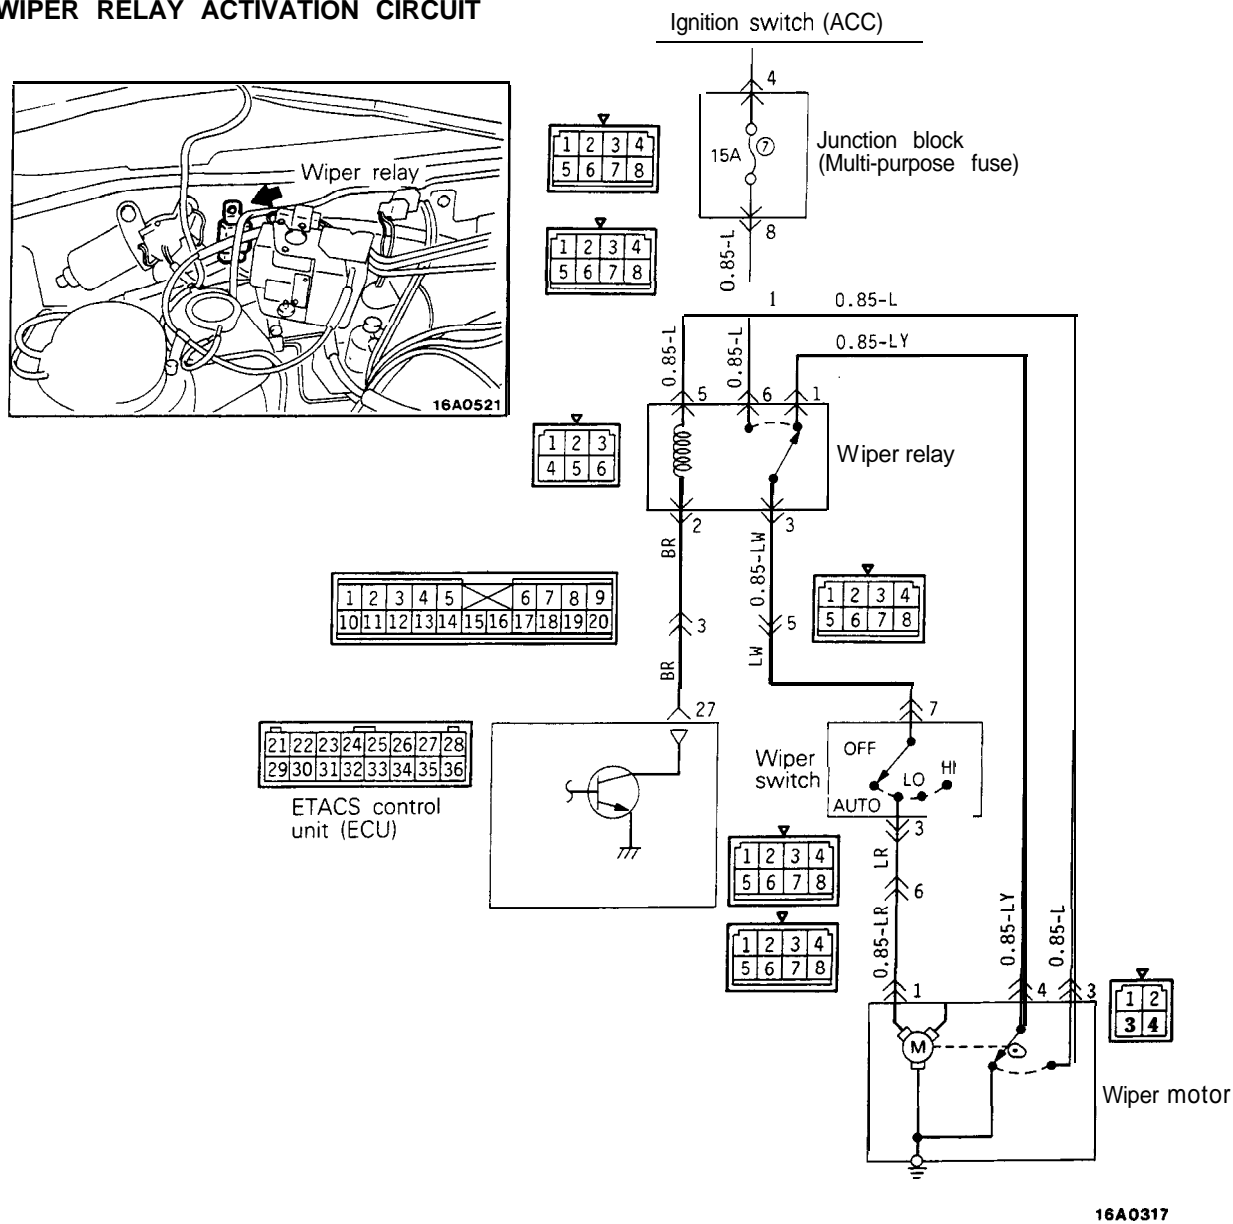 WIPER RELAY ACTIVATION CIRCUIT
Ignition switch (ACC)
4
15A 7
Junction block
(Multi-purpose fuse)
8
0.85-L
Wiper relay
16A0521
1 2 3 4
5 6 7 8
1 2 3 4
5 6 7 8
1 0.85-L
0.85-L 0.85-L 0.85-LY
5 6 1
Wiper relay
1 2 3
4 5 6
2 3
BR 0.85-LW
1 2 3 4 5 6 7 8 9
10 11 12 13 14 15 16 17 18 19 20
3 5
1 2 3 4
5 6 7 8
BR LW
27 7
21 22 23 24 25 26 27 28
29 30 31 32 33 34 35 36
ETACS control
unit (ECU)
Wiper
switch
OFF
LO HI
AUTO
3
LR
6
1 2 3 4
5 6 7 8
1 2 3 4
5 6 7 8
0.85-LR 0.85-LY 0.85-L
1 4 3
1 2
3 4
M
Wiper motor
16A0317